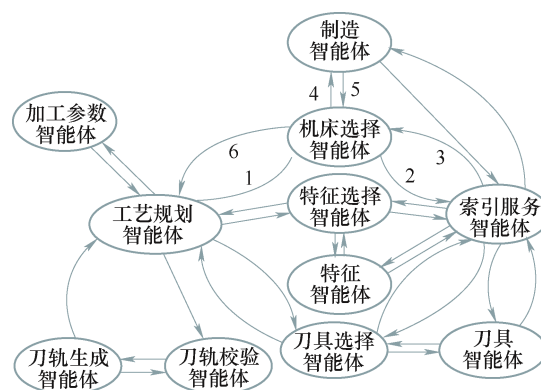 制造
智能体
4
5
加工参数
智能体
机床选择
智能体
6
3
1
2
特征选择
智能体
工艺规划
智能体
索引服务
智能体
特征
智能体
刀轨生成
智能体
刀轨校验
智能体
刀具选择
智能体
刀具
智能体